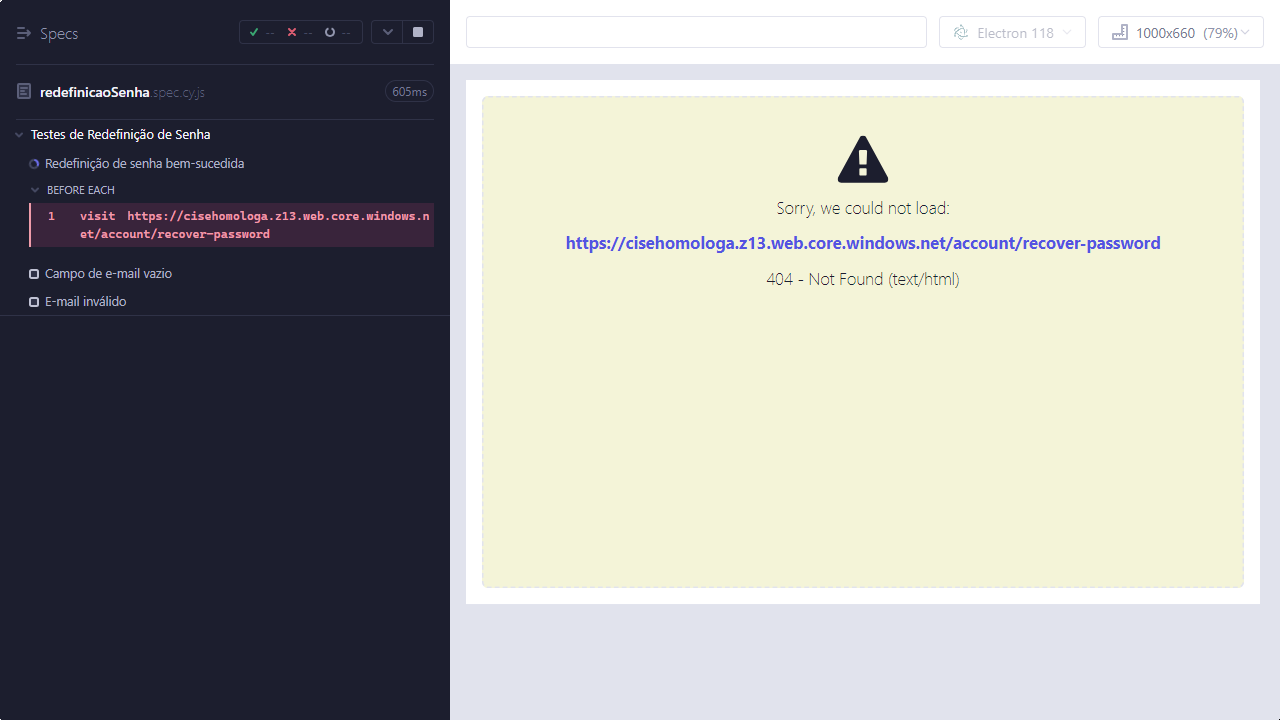 Specs
-- -- --
redefinicaoSenha.spec.cy.js 605ms
Testes de Redefinição de Senha
Redefinição de senha bem-sucedida
BEFORE EACH
1 visit https://cisehomologa.z13.web.core.windows.n
et/account/recover-password
Campo de e-mail vazio
E-mail inválido
Electron 118
1000x660 (79%)
Sorry, we could not load:
https://cisehomologa.z13.web.core.windows.net/account/recover-password
404 - Not Found (text/html)